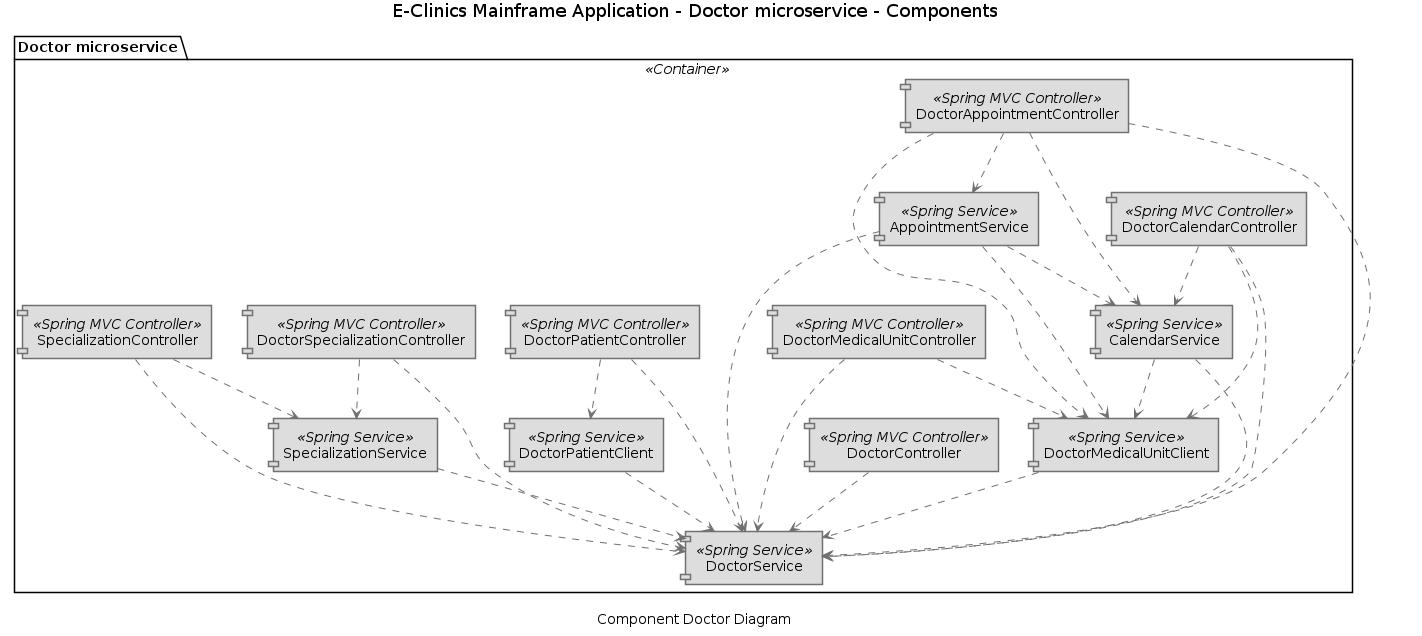 E-Clinics Mainframe Application - Doctor microservice - Components
Doctor microservice
«Container»
«Spring MVC Controller»
DoctorAppointmentController
«Spring Service»
AppointmentService
«Spring MVC Controller»
DoctorCalendarController
«Spring MVC Controller»
SpecializationController
«Spring MVC Controller»
DoctorSpecializationController
«Spring MVC Controller»
DoctorPatientController
«Spring MVC Controller»
DoctorMedicalUnitController
«Spring Service»
CalendarService
«Spring Service»
SpecializationService
«Spring Service»
DoctorPatientClient
«Spring MVC Controller»
DoctorController
«Spring Service»
DoctorMedicalUnitClient
«Spring Service»
DoctorService
Component Doctor Diagram